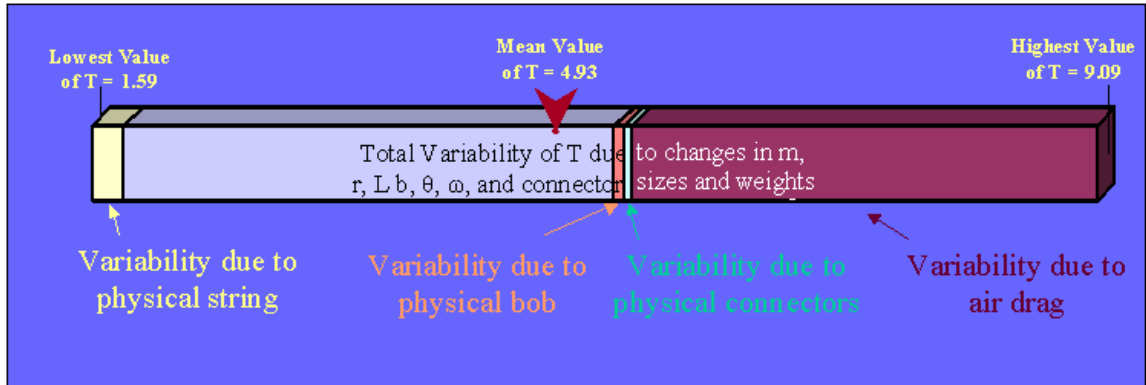 Lowest Value
of T = 1.59
Mean Value
of T = 4.93
Highest Value
of T = 9.09
Total Variability of T due to changes in m,
r, L b, θ, ω, and connector sizes and weights
Variability due to
physical string
Variability due to
physical bob
Variability due to
physical connectors
Variability due to
air drag